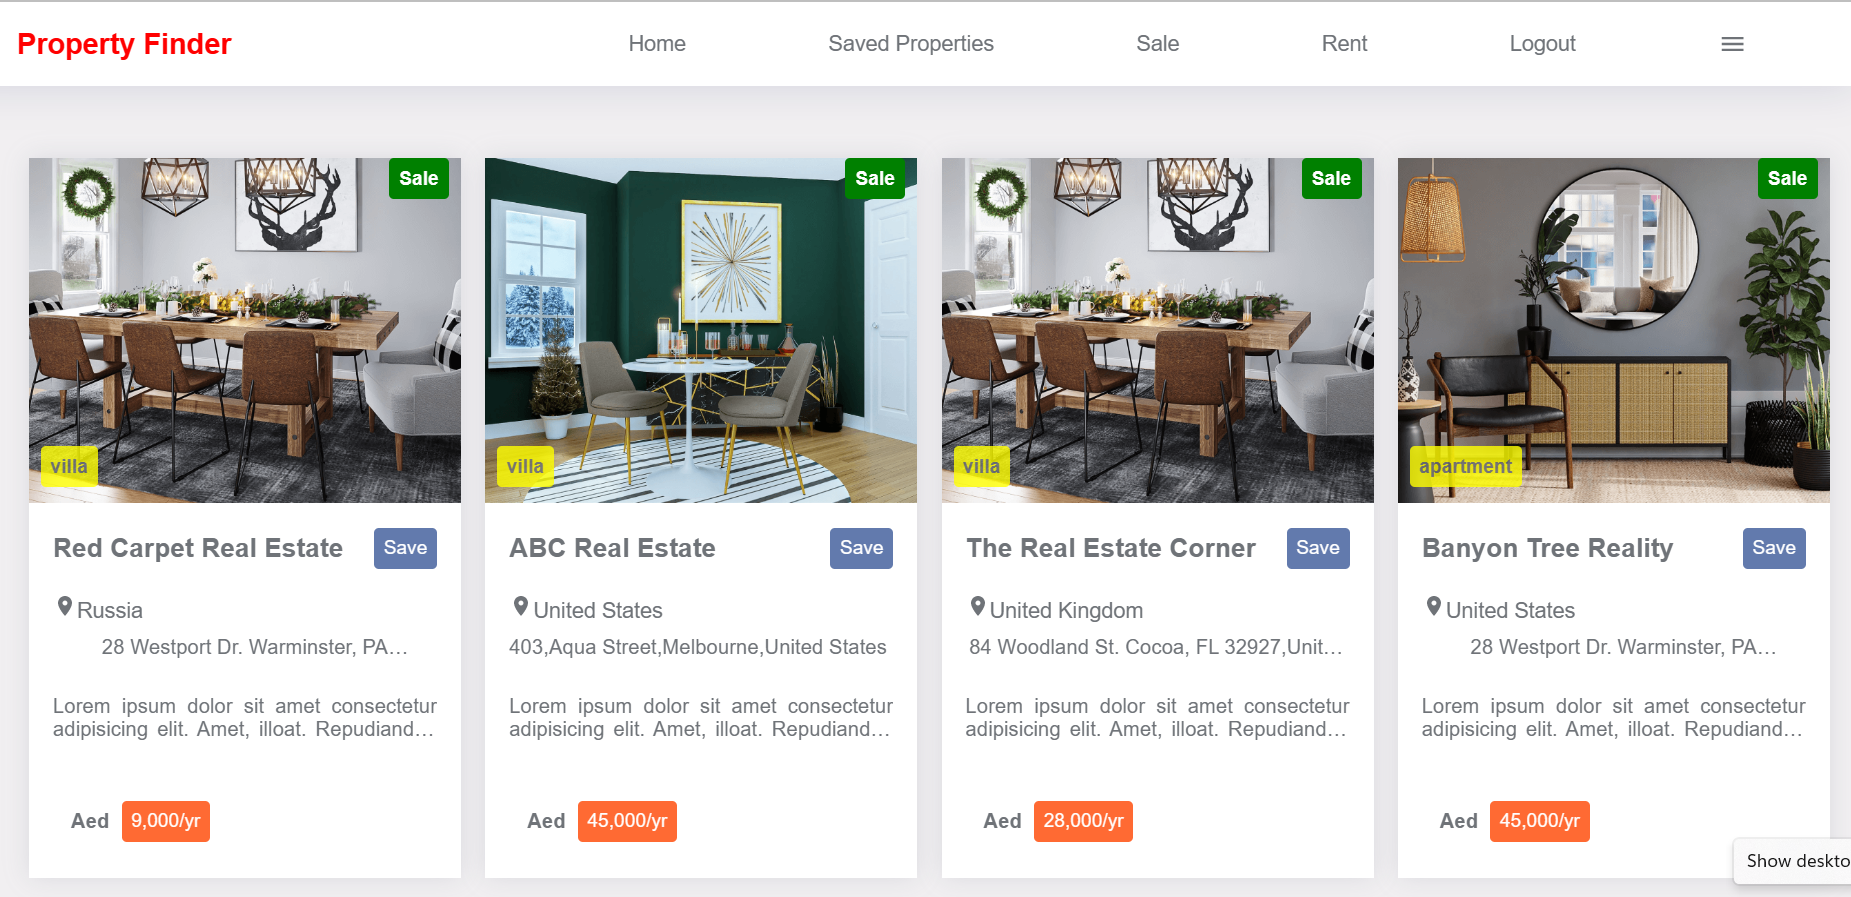 Property Finder
Home
Saved Properties
Sale
Rent
Logout
Sale
villa
Red Carpet Real Estate
Save
Russia
28 Westport Dr. Warminster, PA…
Lorem ipsum dolor sit amet consectetur
adipisicing elit. Amet, illoat. Repudiand…
Aed
9,000/yr
Sale
villa
ABC Real Estate
Save
United States
403,Aqua Street,Melbourne,United States
Lorem ipsum dolor sit amet consectetur
adipisicing elit. Amet, illoat. Repudiand…
Aed
45,000/yr
Sale
villa
The Real Estate Corner
Save
United Kingdom
84 Woodland St. Cocoa, FL 32927,Unit…
Lorem ipsum dolor sit amet consectetur
adipisicing elit. Amet, illoat. Repudiand…
Aed
28,000/yr
Sale
apartment
Banyon Tree Reality
Save
United States
28 Westport Dr. Warminster, PA…
Lorem ipsum dolor sit amet consectetur
adipisicing elit. Amet, illoat. Repudiand…
Aed
45,000/yr
Show deskto